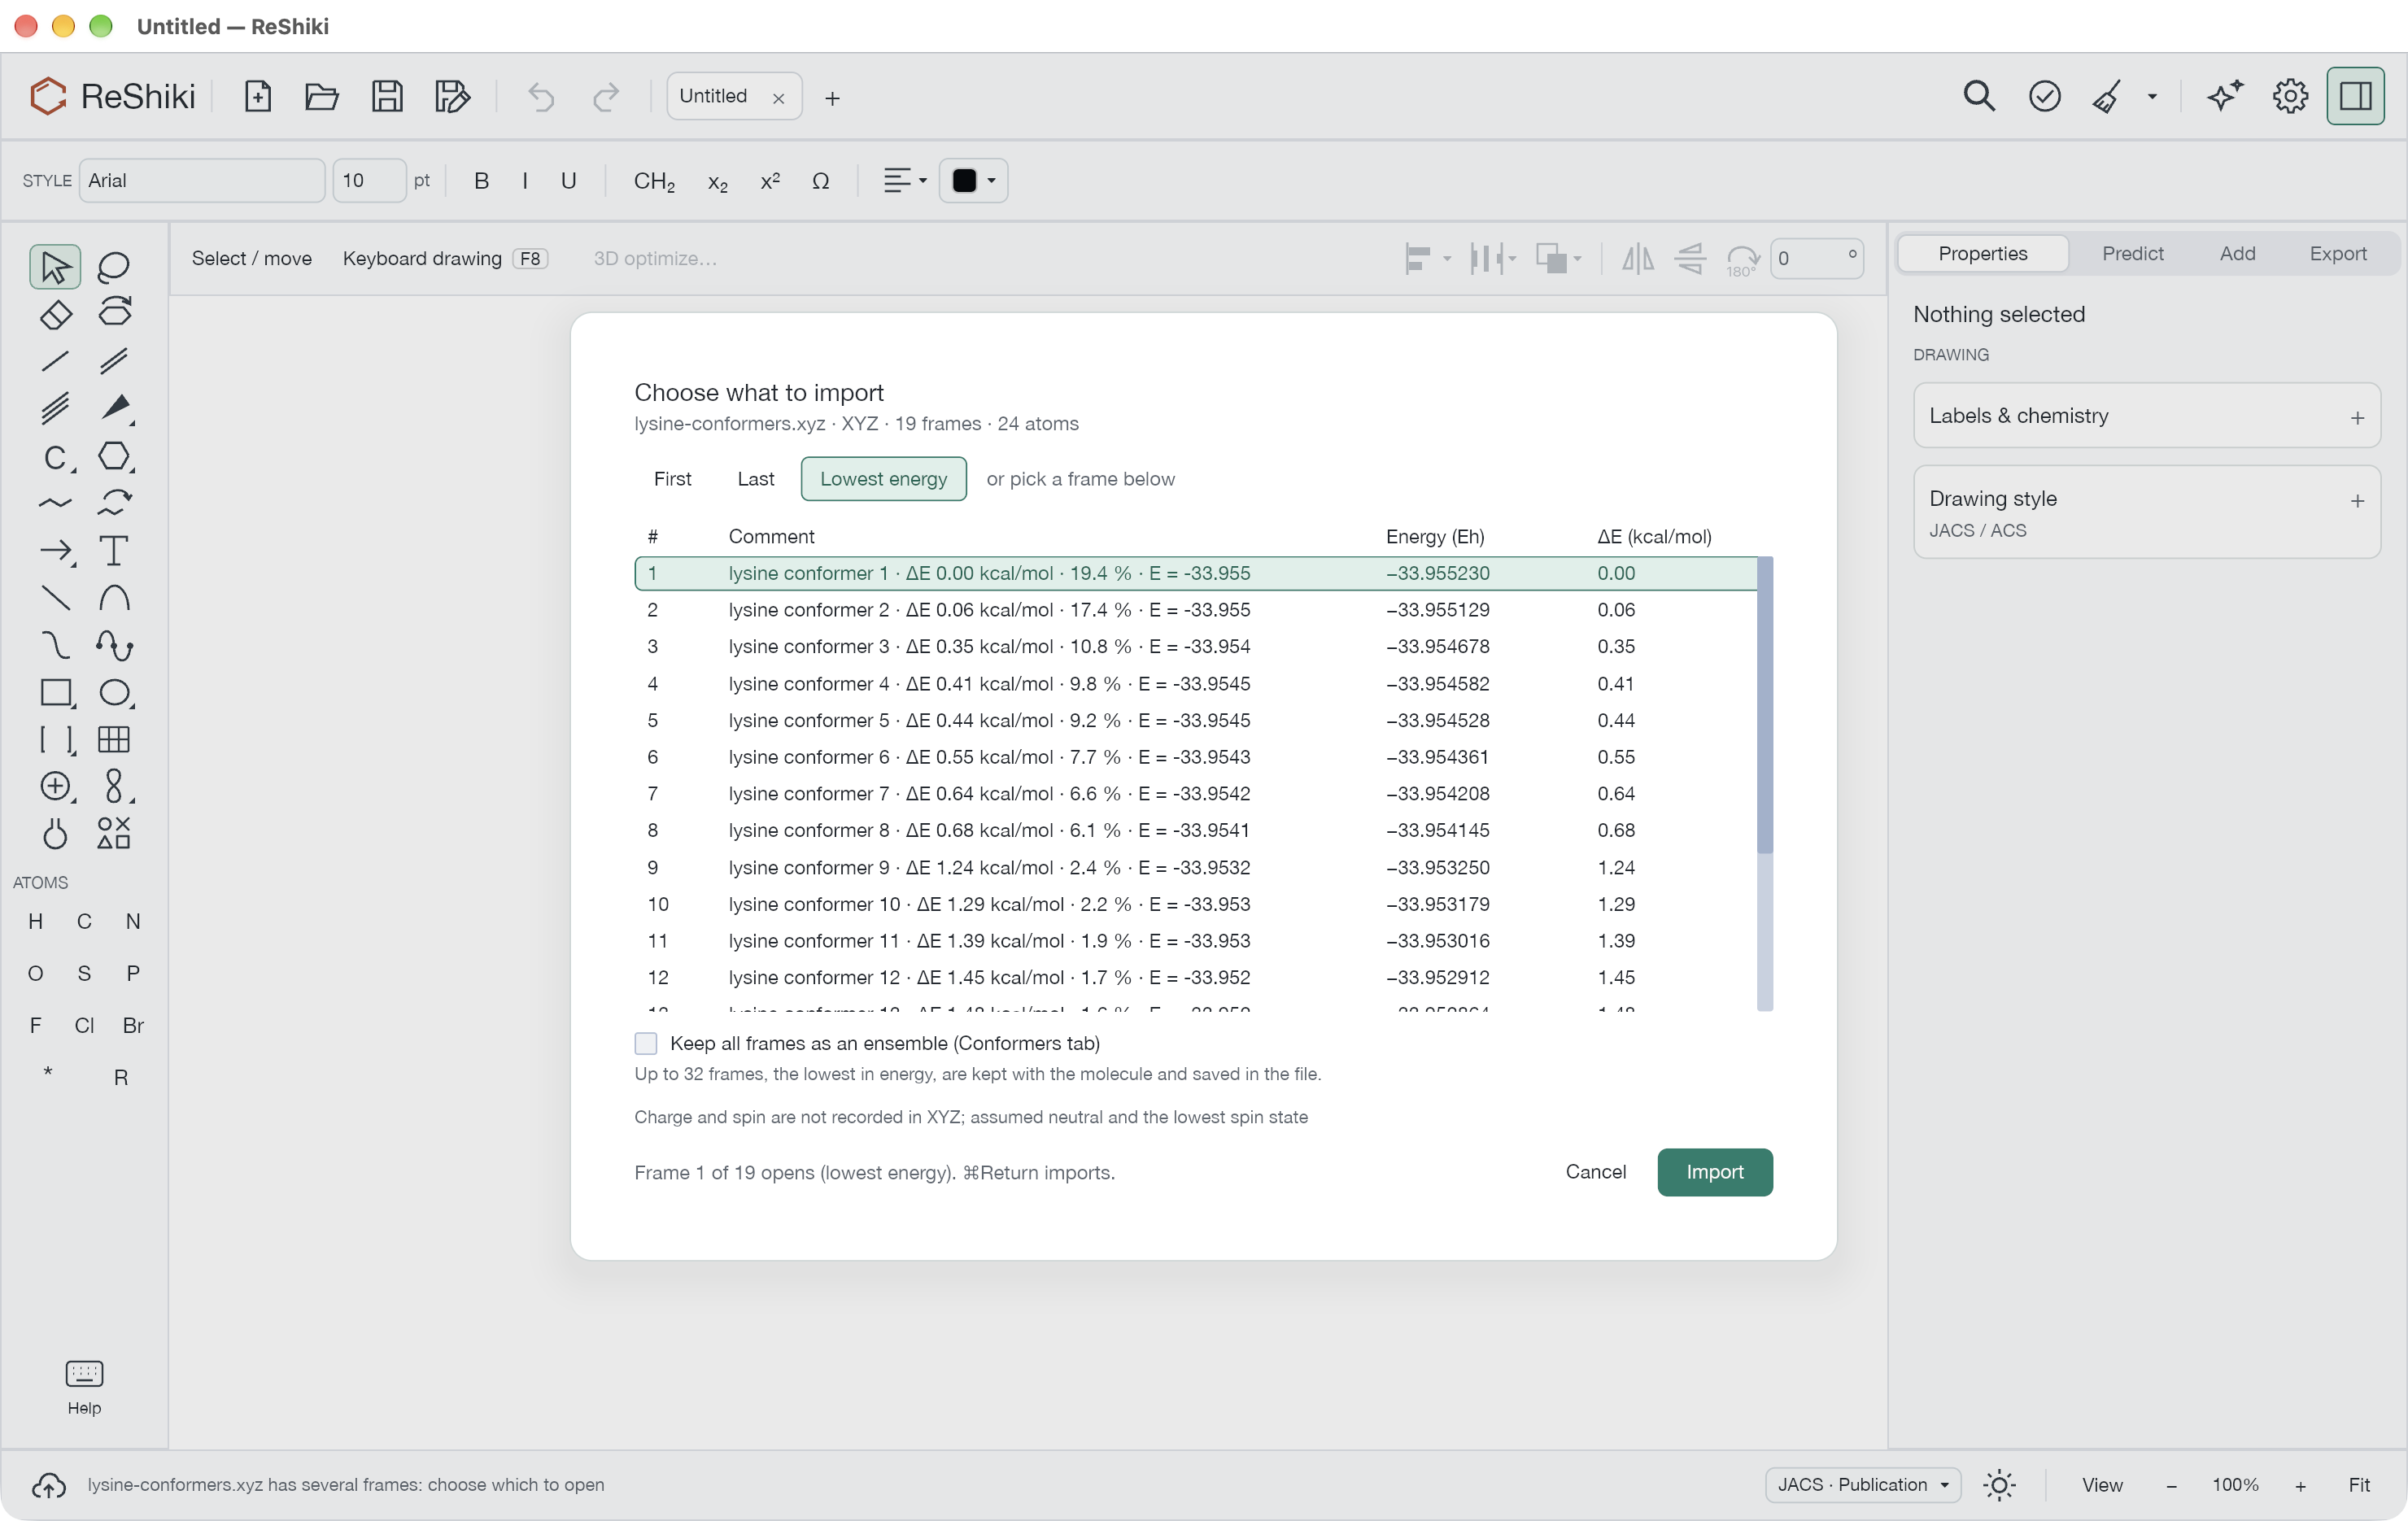 Untitled — ReShiki
ReShiki
Untitled × +
STYLE Arial 10 pt B I U CH₂ x₂ x² Ω
Select / move Keyboard drawing F8 3D optimize… 180° 0 °
Properties Predict Add Export
Nothing selected
DRAWING
Labels & chemistry +
Drawing style +
JACS / ACS
C
T
ATOMS
H C N
O S P
F Cl Br
* R
Help
Choose what to import
lysine-conformers.xyz · XYZ · 19 frames · 24 atoms
First Last Lowest energy or pick a frame below
# Comment Energy (Eh) ΔE (kcal/mol)
1 lysine conformer 1 · ΔE 0.00 kcal/mol · 19.4 % · E = -33.955 −33.955230 0.00
2 lysine conformer 2 · ΔE 0.06 kcal/mol · 17.4 % · E = -33.955 −33.955129 0.06
3 lysine conformer 3 · ΔE 0.35 kcal/mol · 10.8 % · E = -33.954 −33.954678 0.35
4 lysine conformer 4 · ΔE 0.41 kcal/mol · 9.8 % · E = -33.9545 −33.954582 0.41
5 lysine conformer 5 · ΔE 0.44 kcal/mol · 9.2 % · E = -33.9545 −33.954528 0.44
6 lysine conformer 6 · ΔE 0.55 kcal/mol · 7.7 % · E = -33.9543 −33.954361 0.55
7 lysine conformer 7 · ΔE 0.64 kcal/mol · 6.6 % · E = -33.9542 −33.954208 0.64
8 lysine conformer 8 · ΔE 0.68 kcal/mol · 6.1 % · E = -33.9541 −33.954145 0.68
9 lysine conformer 9 · ΔE 1.24 kcal/mol · 2.4 % · E = -33.9532 −33.953250 1.24
10 lysine conformer 10 · ΔE 1.29 kcal/mol · 2.2 % · E = -33.953 −33.953179 1.29
11 lysine conformer 11 · ΔE 1.39 kcal/mol · 1.9 % · E = -33.953 −33.953016 1.39
12 lysine conformer 12 · ΔE 1.45 kcal/mol · 1.7 % · E = -33.952 −33.952912 1.45
Keep all frames as an ensemble (Conformers tab)
Up to 32 frames, the lowest in energy, are kept with the molecule and saved in the file.
Charge and spin are not recorded in XYZ; assumed neutral and the lowest spin state
Frame 1 of 19 opens (lowest energy). ⌘Return imports. Cancel Import
lysine-conformers.xyz has several frames: choose which to open
JACS · Publication View − 100% + Fit